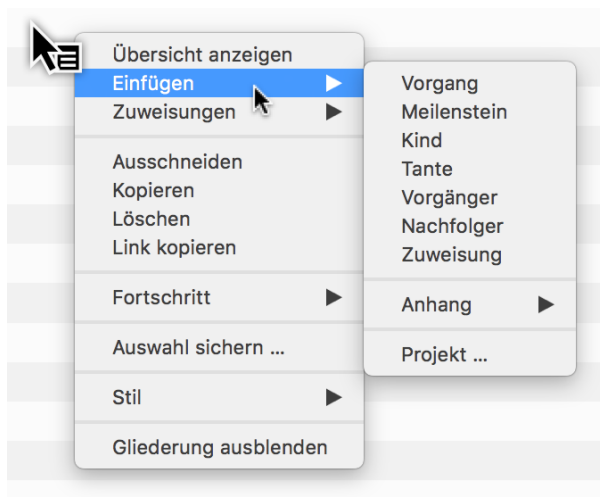 Übersicht anzeigen
Einfügen
Zuweisungen
Ausschneiden
Kopieren
Löschen
Link kopieren
Fortschritt
Auswahl sichern ...
Stil
Gliederung ausblenden
Vorgang
Meilenstein
Kind
Tante
Vorgänger
Nachfolger
Zuweisung
Anhang
Projekt ...